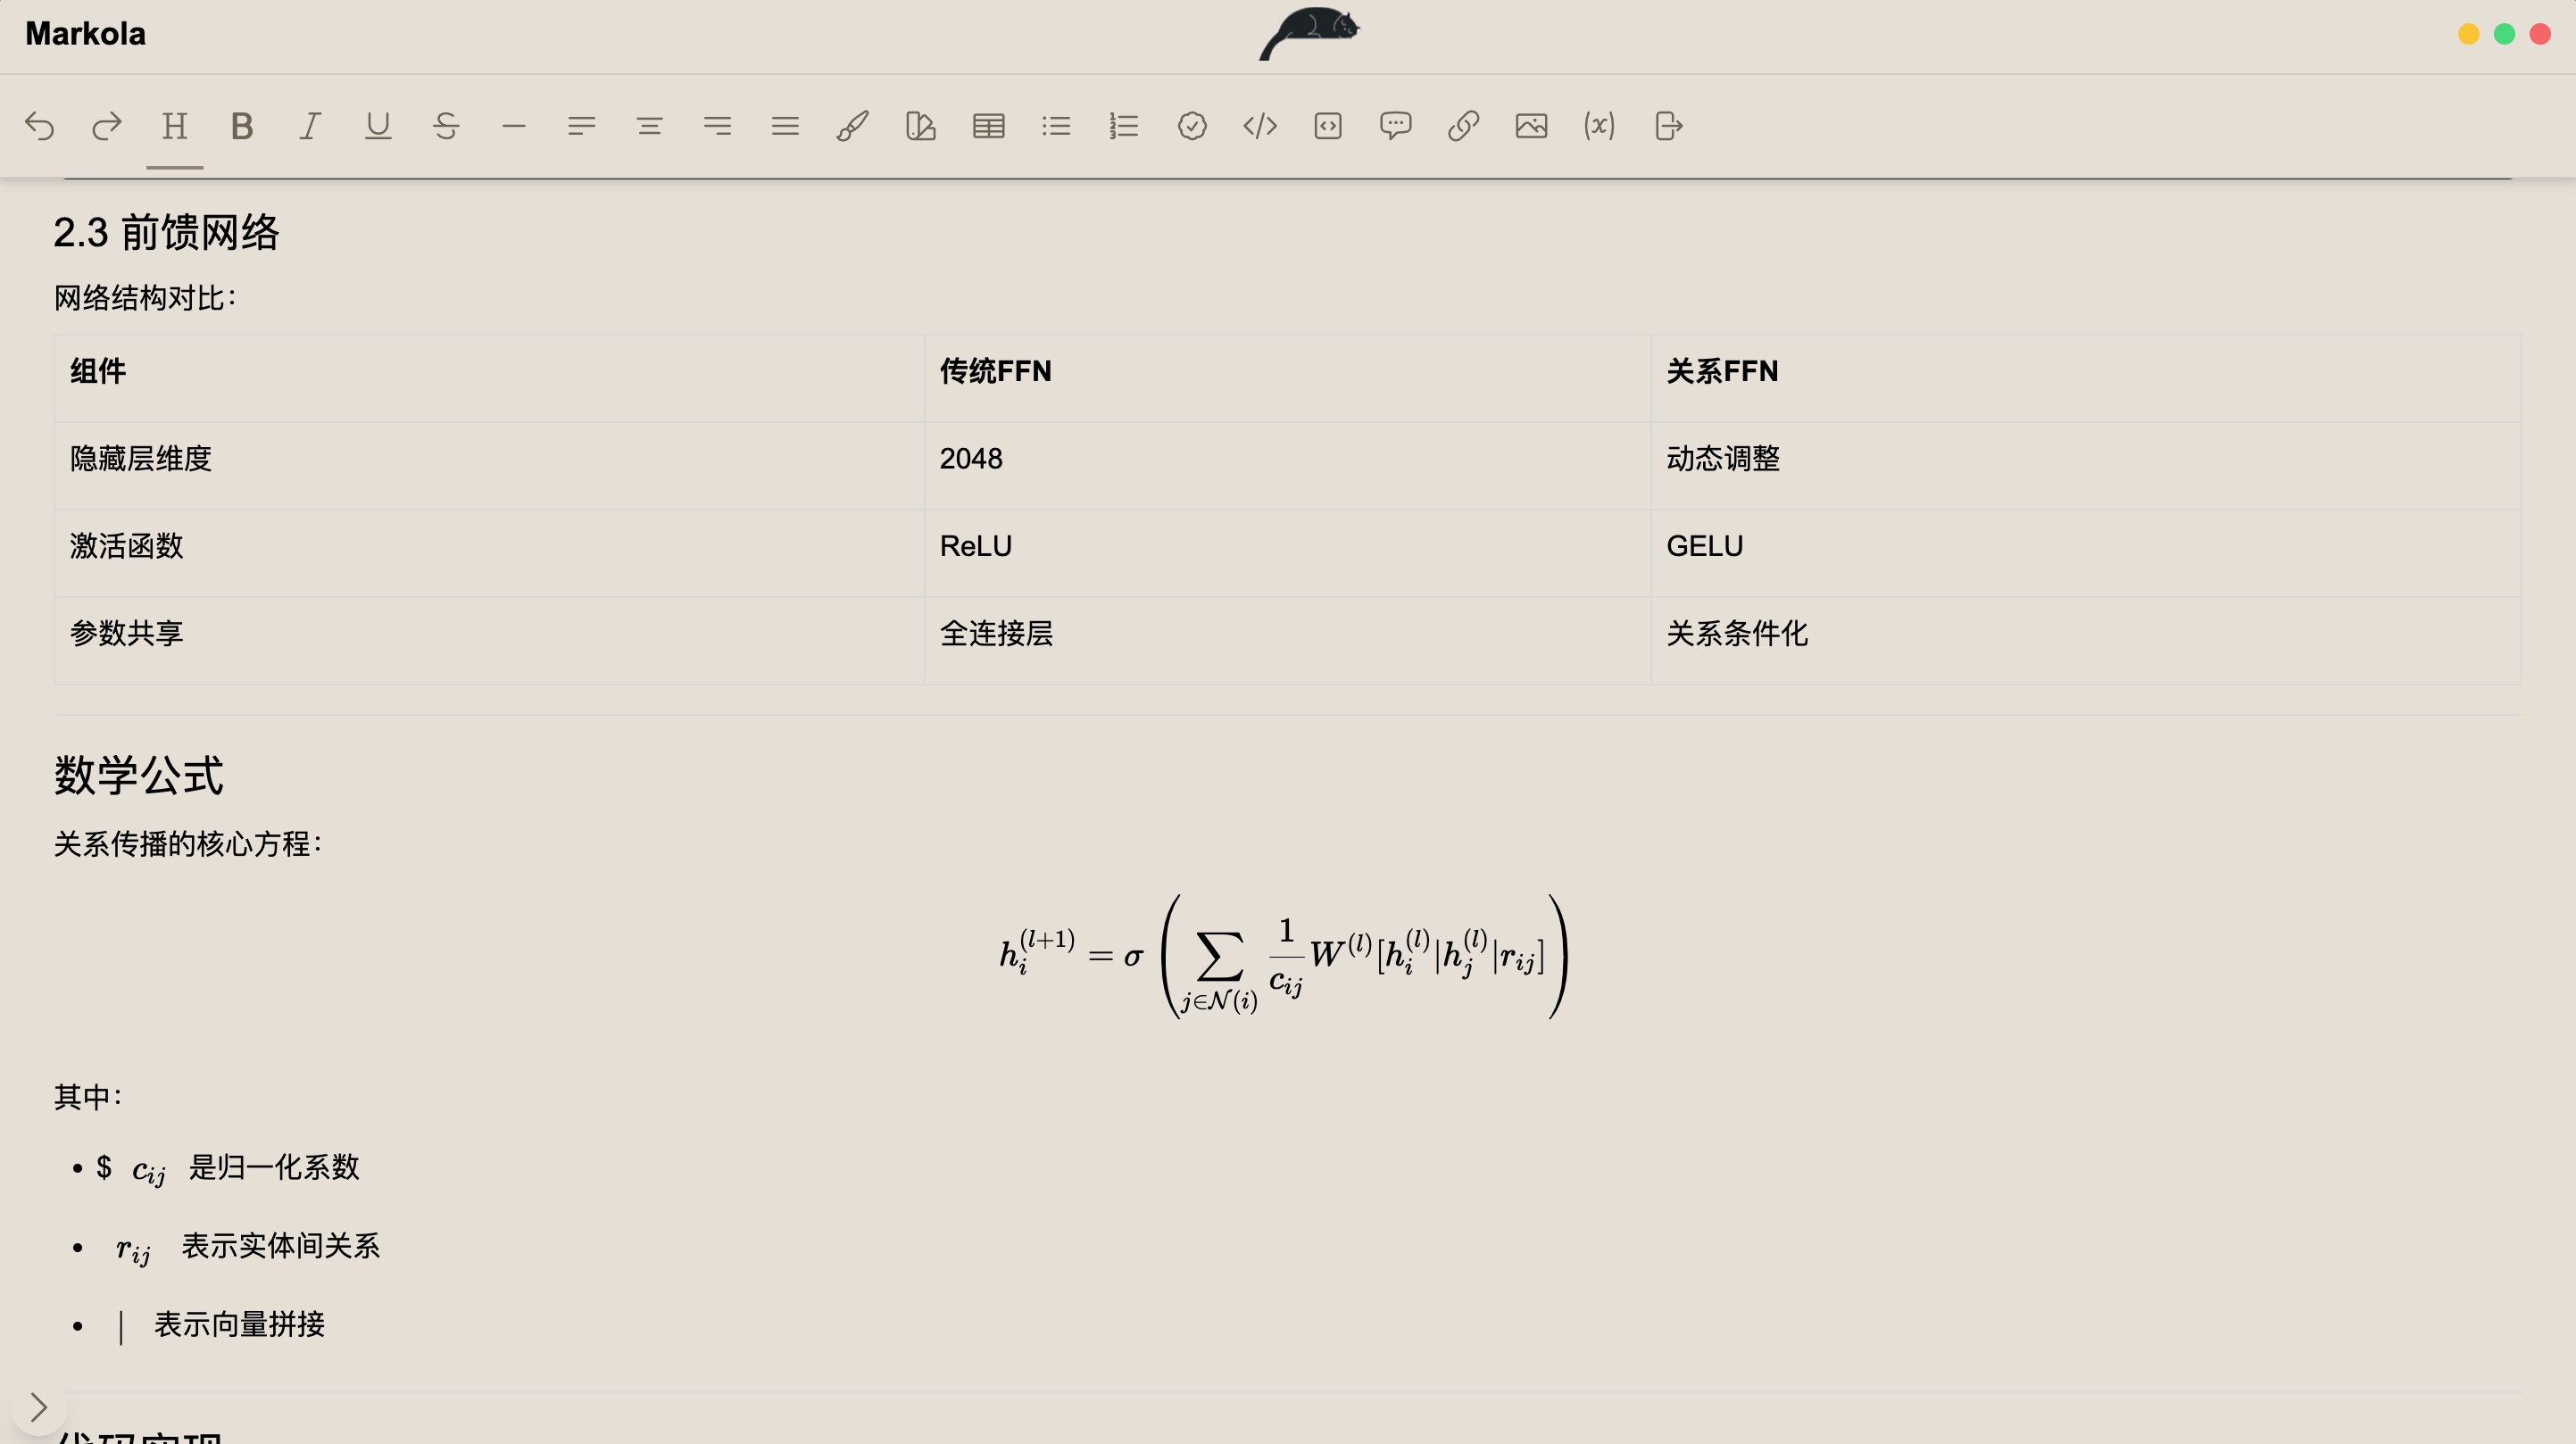 Markola
2.3 前馈网络
网络结构对比：
组件 传统FFN 关系FFN
隐藏层维度 2048 动态调整
激活函数 ReLU GELU
参数共享 全连接层 关系条件化
数学公式
关系传播的核心方程：
$h_i^{(l+1)} = \sigma \left( \sum_{j \in \mathcal{N}(i)} \frac{1}{c_{ij}} W^{(l)} [h_i^{(l)} | h_j^{(l)} | r_{ij}] \right)$
其中：
• $ $c_{ij}$ 是归一化系数
• $r_{ij}$ 表示实体间关系
• | 表示向量拼接
代码实现